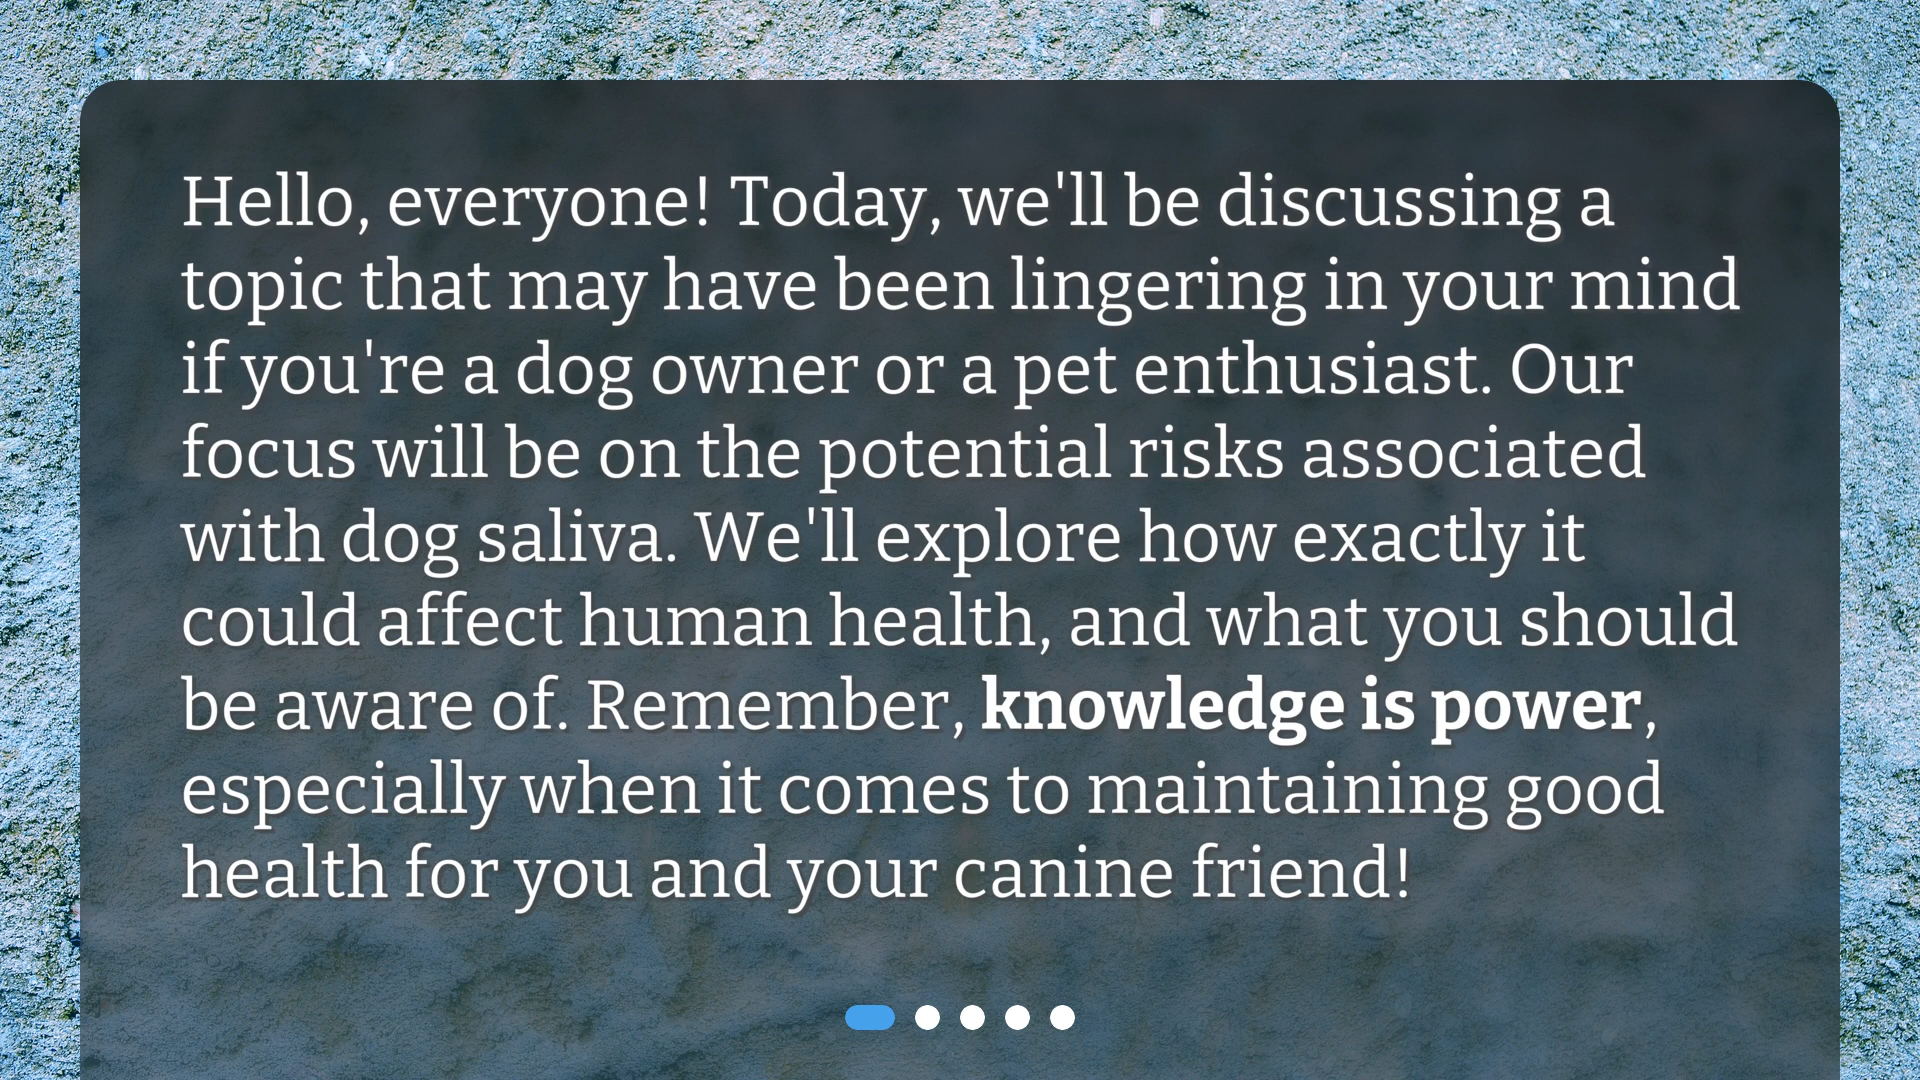 Hello, everyone! Today, we'll be discussing a
topic that may have been lingering in your mind
if you're a dog owner or a pet enthusiast. Our
focus will be on the potential risks associated
with dog saliva. We'll explore how exactly it
could affect human health, and what you should
be aware of. Remember, knowledge is power,
especially when it comes to maintaining good
health for you and your canine friend!